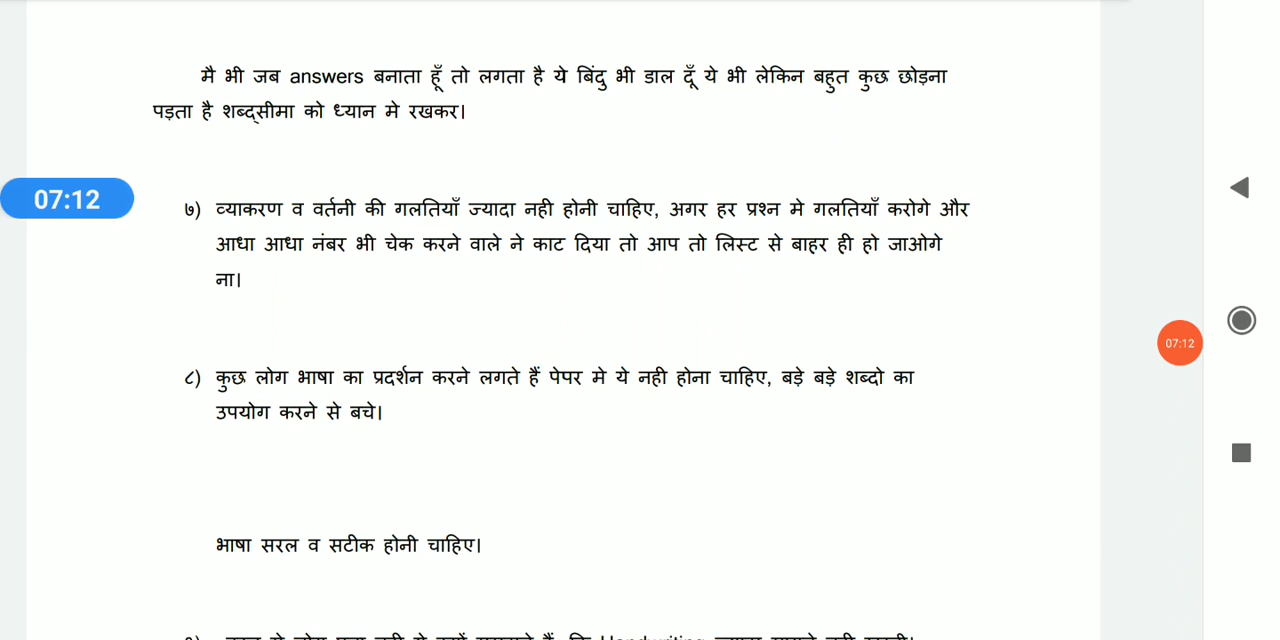 मै भी जब answers बनाता हूँ तो लगता है ये बिंदु भी डाल दूँ ये भी लेकिन बहुत कुछ छोड़ना
पड़ता है शब्द्सीमा को ध्यान मे रखकर।
07:12
७) व्याकरण व वर्तनी की गलतियाँ ज्यादा नही होनी चाहिए, अगर हर प्रश्न मे गलतियाँ करोगे और
आधा आधा नंबर भी चेक करने वाले ने काट दिया तो आप तो लिस्ट से बाहर ही हो जाओगे
ना।
07:12
८) कुछ लोग भाषा का प्रदर्शन करने लगते हैं पेपर मे ये नही होना चाहिए, बड़े बड़े शब्दो का
उपयोग करने से बचे।
भाषा सरल व सटीक होनी चाहिए।